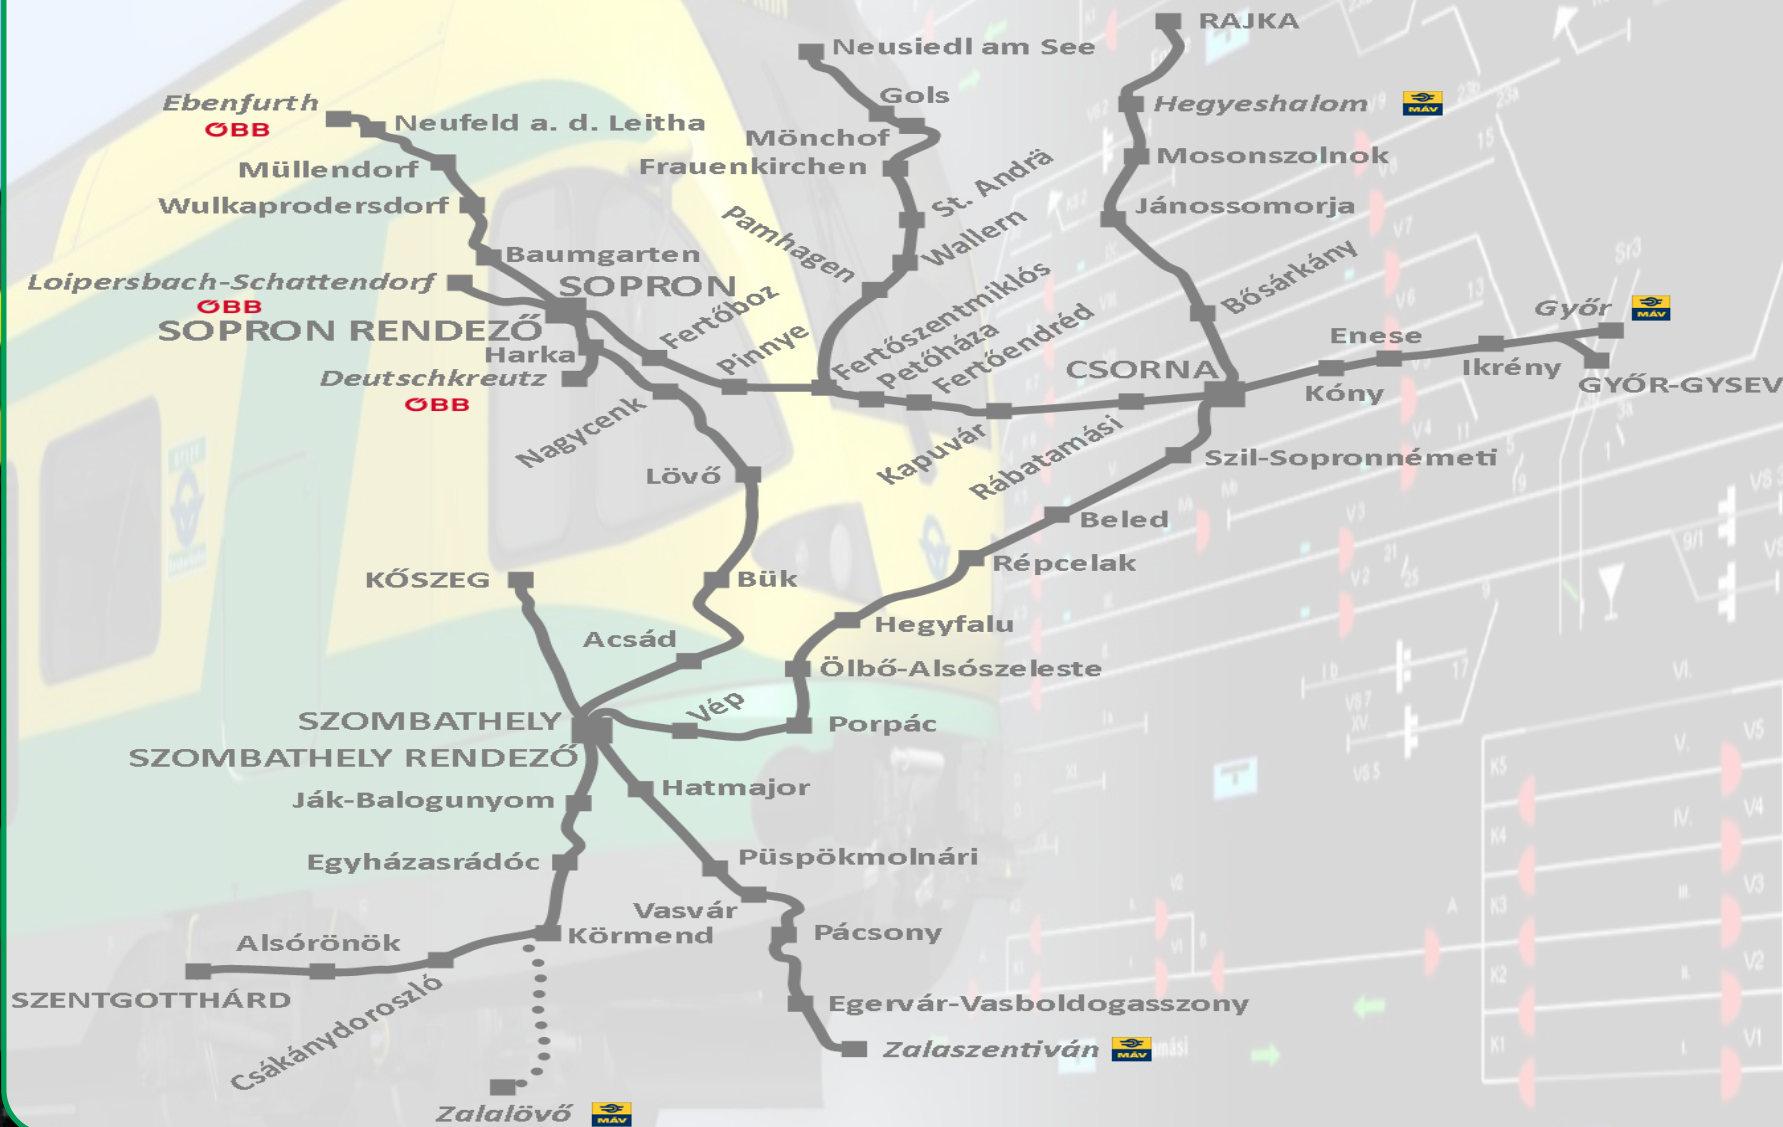 RAJKA
Neusiedl am See
Gols
Hegyeshalom
MÁV
Ebenfurth
ÖBB
Neufeld a. d. Leitha
Mönchof
Mosonszolnok
Müllendorf
Frauenkirchen
St. Andrä
Wulkaprodersdorf
Jánossomorja
Pamhagen
Wallern
Baumgarten
Bősárkány
Loipersbach-Schattendorf
ÖBB
SOPRON
SOPRON RENDEZŐ
Fertőboz
Pinnye
Fertőszentmiklós
Petőháza
Fertőendréd
Győr
MÁV
Enese
Ikrény
Harka
Deutschkreutz
ÖBB
CSORNA
Kóny
GYŐR-GYSEV
Nagycenk
Kapuvár
Rábatamási
Szil-Sopronnémeti
Lövő
Beled
Répcelak
KŐSZEG
Bük
Hegyfalu
Acsád
Ölbő-Alsószeleste
Vép
Porpác
SZOMBATHELY
SZOMBATHELY RENDEZŐ
Hatmajor
Ják-Balogunyom
Püspökmolnári
Egyházasrádóc
Vasvár
Pácsony
Körmend
Alsórönök
SZENTGOTTHÁRD
Csákánydoroszló
Egervár-Vasboldogasszony
Zalaszentiván
MÁV
Zalalövő
MÁV